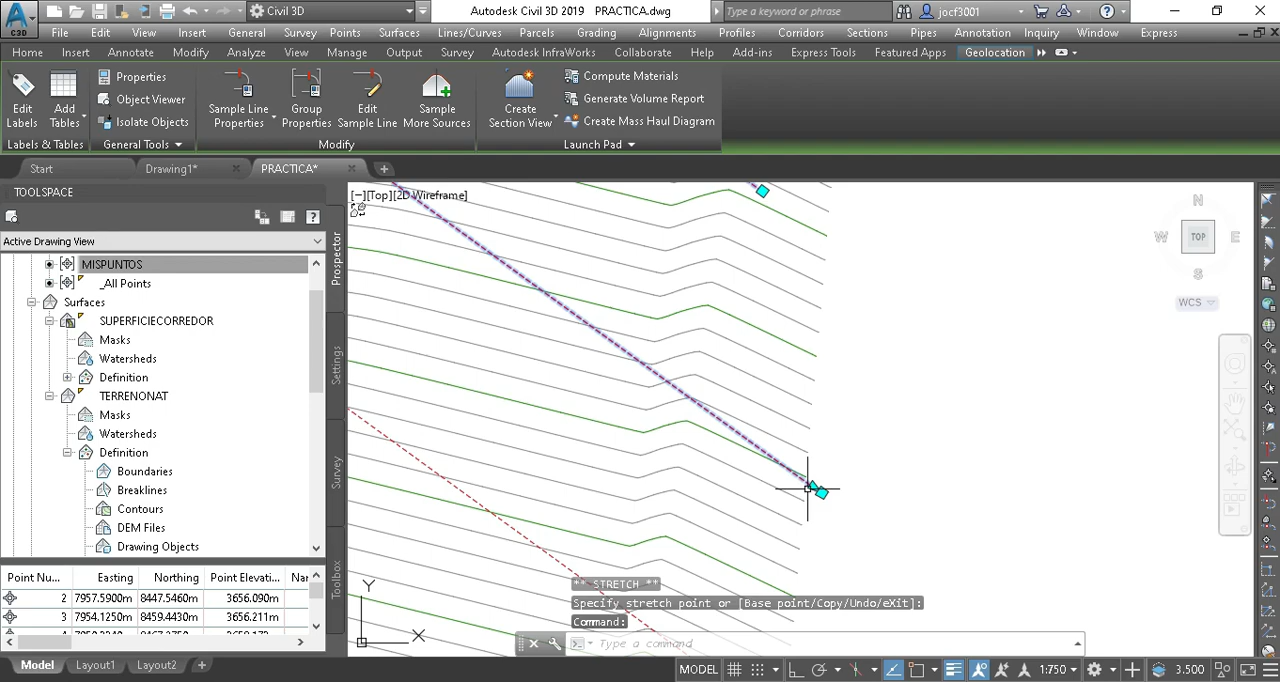 Civil 3D
Autodesk Civil 3D 2019 PRACTICA.dwg
Type a keyword or phrase
jocf3001
C3D
File Edit View Insert General Survey Points Surfaces Lines/Curves Parcels Grading Alignments Profiles Corridors Sections Pipes Annotation Inquiry Window Express
Home Insert Annotate Modify Analyze View Manage Output Survey Autodesk InfraWorks Collaborate Help Add-ins Express Tools Featured Apps Geolocation
Edit Labels
Add Tables
Properties
Object Viewer
Isolate Objects
Sample Line Properties
Group Properties
Edit Sample Line
Sample More Sources
Create Section View
Compute Materials
Generate Volume Report
Create Mass Haul Diagram
Labels & Tables General Tools Modify Launch Pad
Start Drawing1* PRACTICA*
TOOLSPACE
Active Drawing View
MISPUNTOS
_All Points
Surfaces
SUPERFICIECORREDOR
Masks
Watersheds
Definition
TERRENONAT
Masks
Watersheds
Definition
Boundaries
Breaklines
Contours
DEM Files
Drawing Objects
Prospector
Settings
Survey
Toolbox
Point Nu... Easting Northing Point Elevati... Nar
2 7957.5900m 8447.5460m 3656.090m
3 7954.1250m 8459.4430m 3656.211m
[−][Top][2D Wireframe]
N
W TOP E
S
WCS
Y
X
** STRETCH **
Specify stretch point or [Base point/Copy/Undo/eXit]:
Command:
Type a command
Model Layout1 Layout2 +
MODEL 1:750 3.500